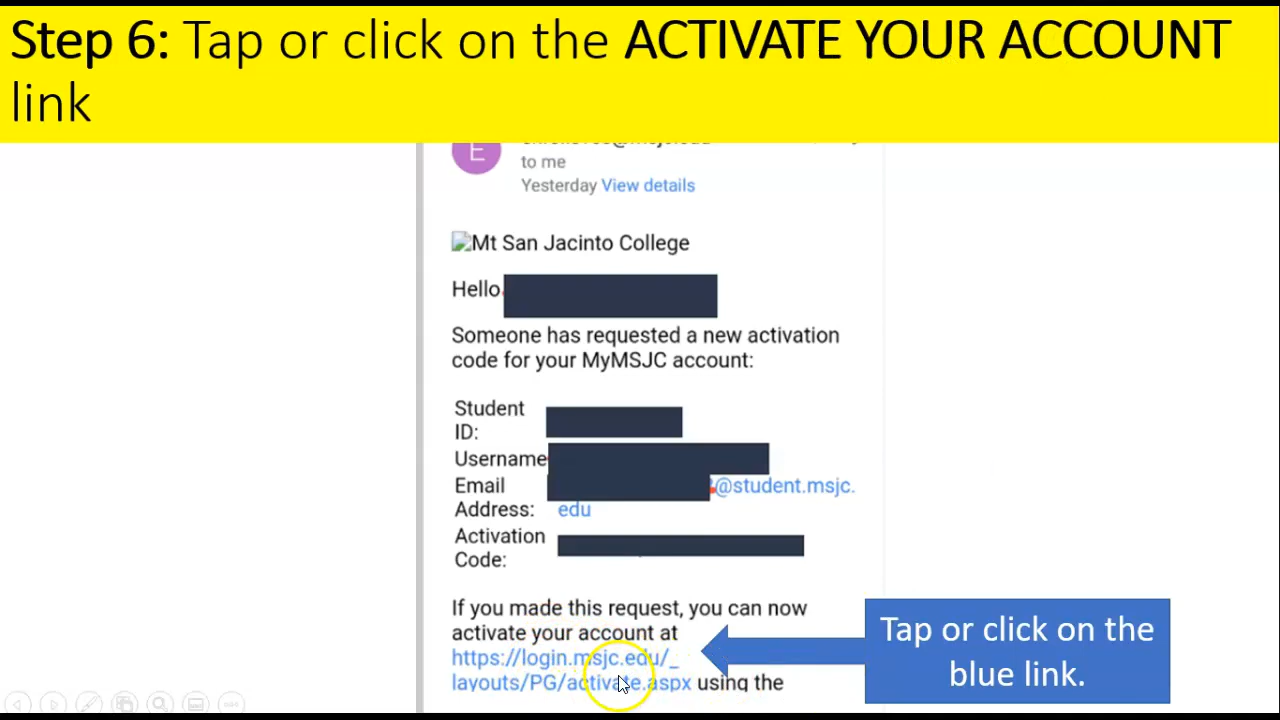 Step 6: Tap or click on the ACTIVATE YOUR ACCOUNT
link
E
to me
Yesterday View details
Mt San Jacinto College
Hello
Someone has requested a new activation
code for your MyMSJC account:
Student
ID:
Username
Email @student.msjc.
Address: edu
Activation
Code:
If you made this request, you can now
activate your account at
https://login.msjc.edu/_
layouts/PG/activate.aspx using the
Tap or click on the
blue link.